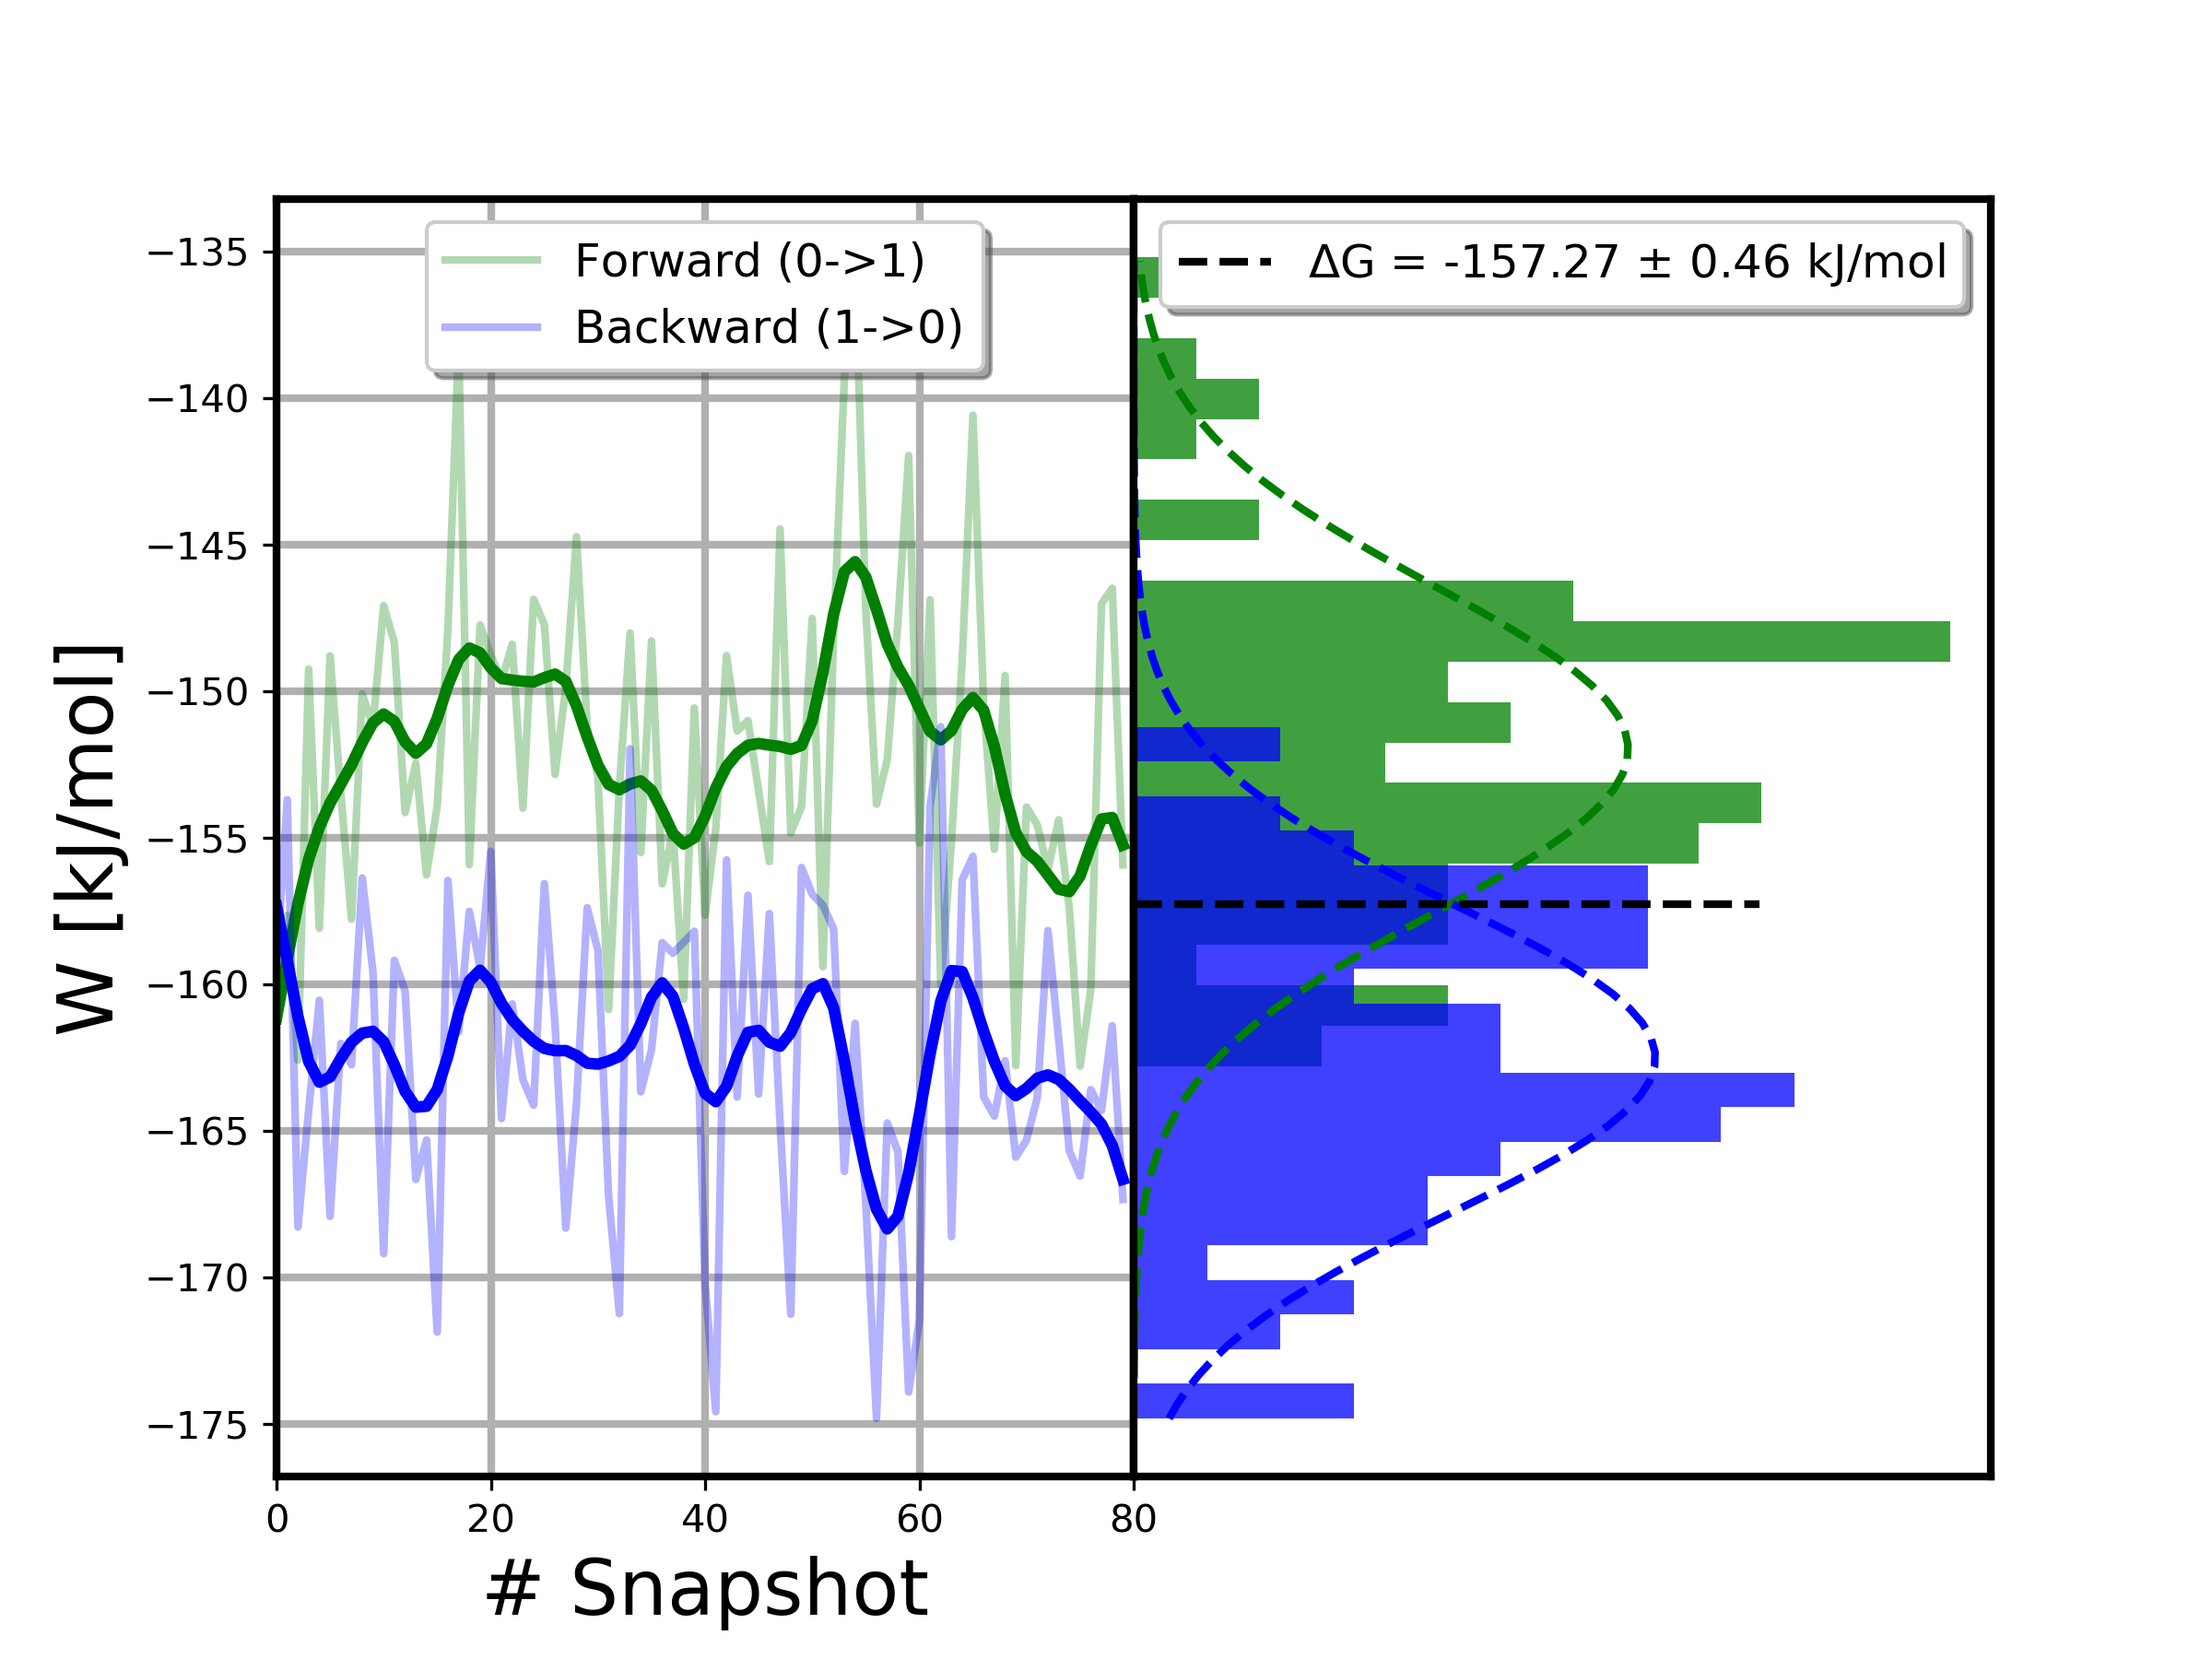 Forward (0->1)
Backward (1->0)
ΔG = -157.27 ± 0.46 kJ/mol
W [kJ/mol]
−135
−140
−145
−150
−155
−160
−165
−170
−175
0 20 40 60 80
# Snapshot